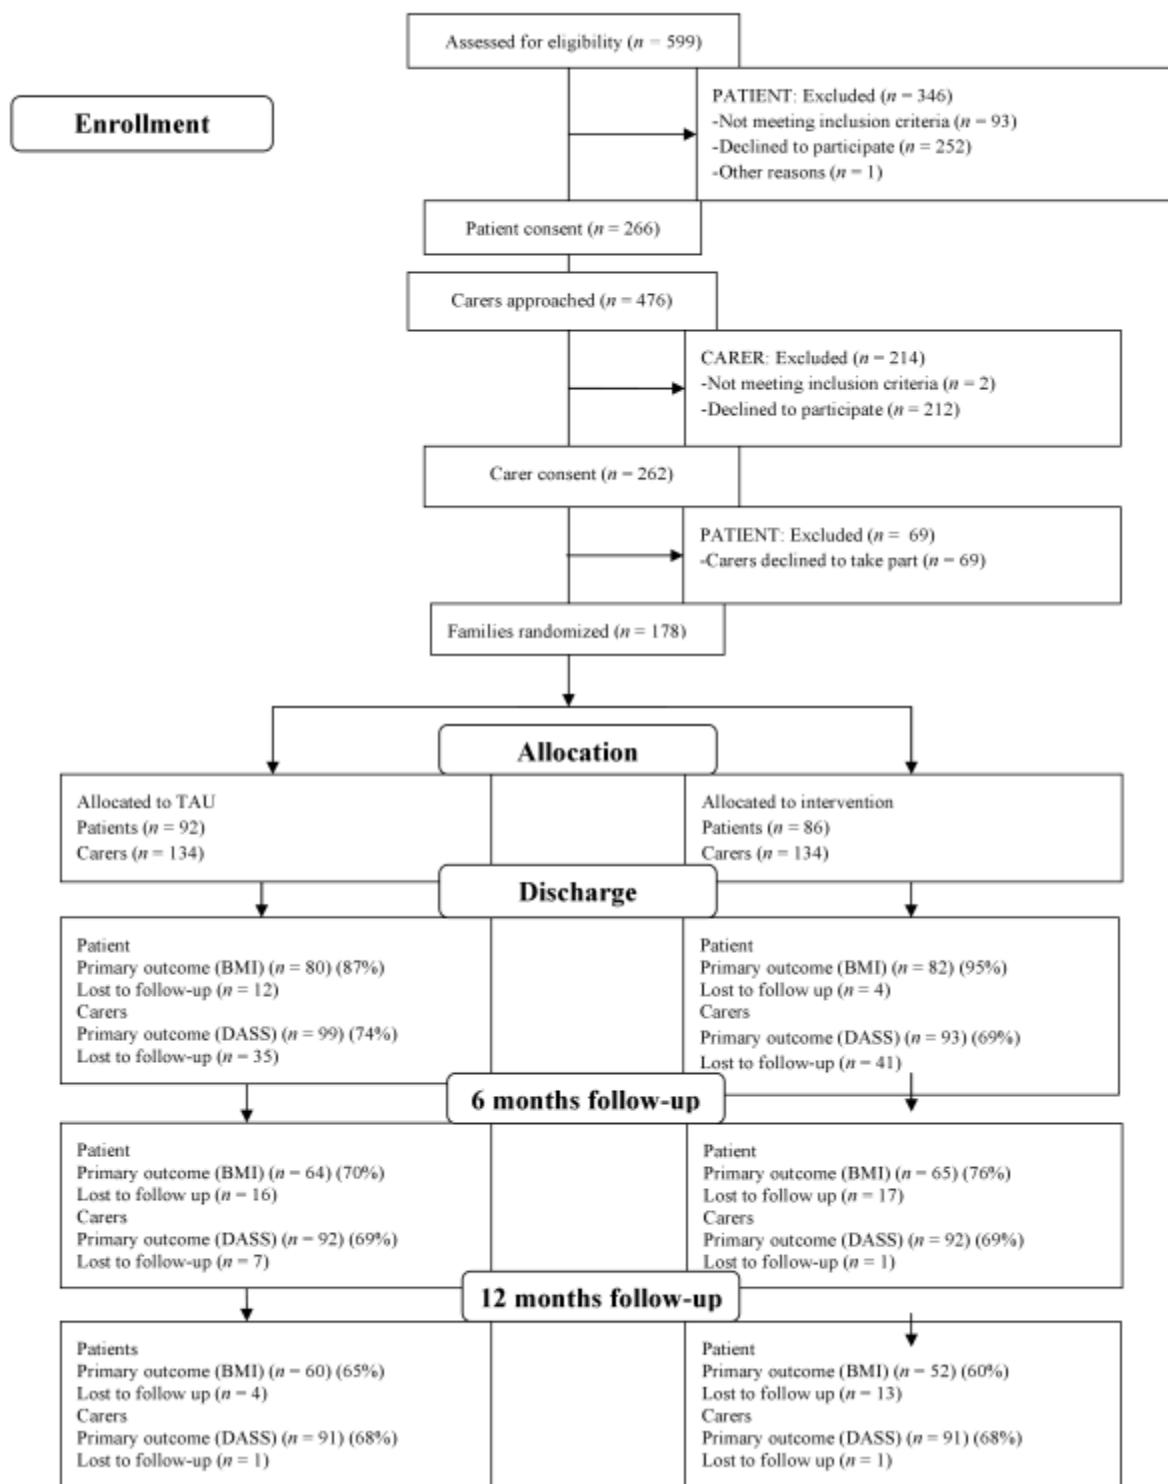 Assessed for eligibility (n = 599)
PATIENT: Excluded (n = 346)
-Not meeting inclusion criteria (n = 93)
-Declined to participate (n = 252)
-Other reasons (n = 1)
Enrollment
Patient consent (n = 266)
Carers approached (n = 476)
CARER: Excluded (n = 214)
-Not meeting inclusion criteria (n = 2)
-Declined to participate (n = 212)
Carer consent (n = 262)
PATIENT: Excluded (n = 69)
-Carers declined to take part (n = 69)
Families randomized (n = 178)
Allocation
Allocated to TAU
Patients (n = 92)
Carers (n = 134)
Allocated to intervention
Patients (n = 86)
Carers (n = 134)
Discharge
Patient
Primary outcome (BMI) (n = 80) (87%)
Lost to follow-up (n = 12)
Carers
Primary outcome (DASS) (n = 99) (74%)
Lost to follow-up (n = 35)
Patient
Primary outcome (BMI) (n = 82) (95%)
Lost to follow up (n = 4)
Carers
Primary outcome (DASS) (n = 93) (69%)
Lost to follow-up (n = 41)
6 months follow-up
Patient
Primary outcome (BMI) (n = 64) (70%)
Lost to follow up (n = 16)
Carers
Primary outcome (DASS) (n = 92) (69%)
Lost to follow-up (n = 7)
Patient
Primary outcome (BMI) (n = 65) (76%)
Lost to follow up (n = 17)
Carers
Primary outcome (DASS) (n = 92) (69%)
Lost to follow-up (n = 1)
12 months follow-up
Patients
Primary outcome (BMI) (n = 60) (65%)
Lost to follow up (n = 4)
Carers
Primary outcome (DASS) (n = 91) (68%)
Lost to follow-up (n = 1)
Patient
Primary outcome (BMI) (n = 52) (60%)
Lost to follow up (n = 13)
Carers
Primary outcome (DASS) (n = 91) (68%)
Lost to follow-up (n = 1)